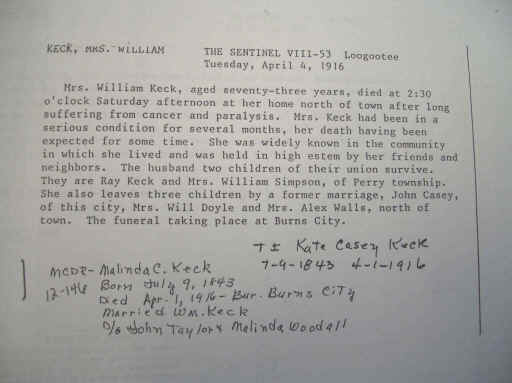 KECK, MRS. WILLIAM
THE SENTINEL VIII-53 Loogootee
Tuesday, April 4, 1916
Mrs. William Keck, aged seventy-three years, died at 2:30
o'clock Saturday afternoon at her home north of town after long
suffering from cancer and paralysis. Mrs. Keck had been in a
serious condition for several months, her death having been
expected for some time. She was widely known in the community
in which she lived and was held in high estem by her friends and
neighbors. The husband two children of their union survive.
They are Ray Keck and Mrs. William Simpson, of Perry township.
She also leaves three children by a former marriage, John Casey,
of this city, Mrs. Will Doyle and Mrs. Alex Walls, north of
town. The funeral taking place at Burns City.
Kate Casey Keck
7-9-1843 4-1-1916
MCDR- Malinda C. Keck
12-146 Born July 9, 1843
Died Apr. 1, 1916 - Bur. Burns City
Married Wm. Keck
D/o John Taylor & Malinda Woodall